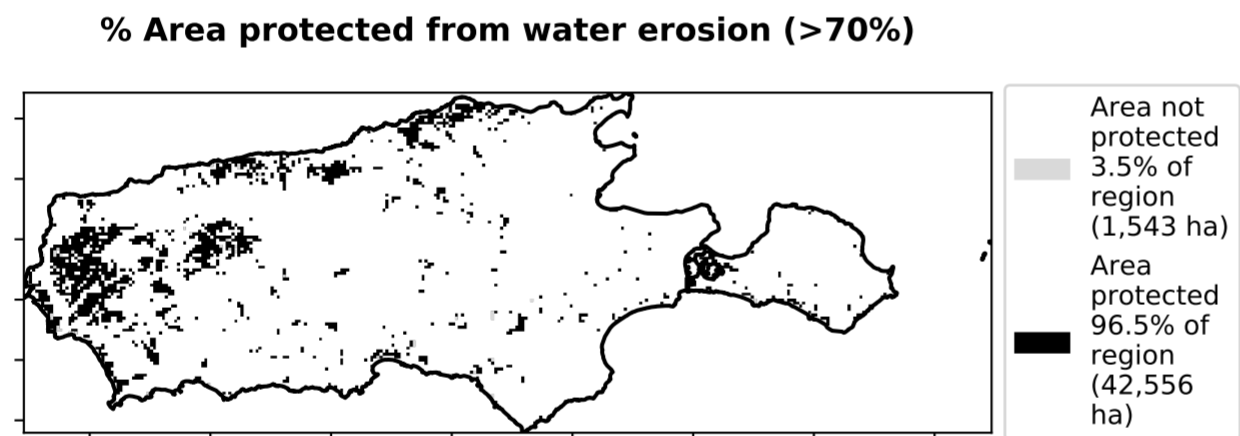 % Area protected from water erosion (>70%)
Area not
protected
3.5% of
region
(1,543 ha)
Area
protected
96.5% of
region
(42,556
ha)